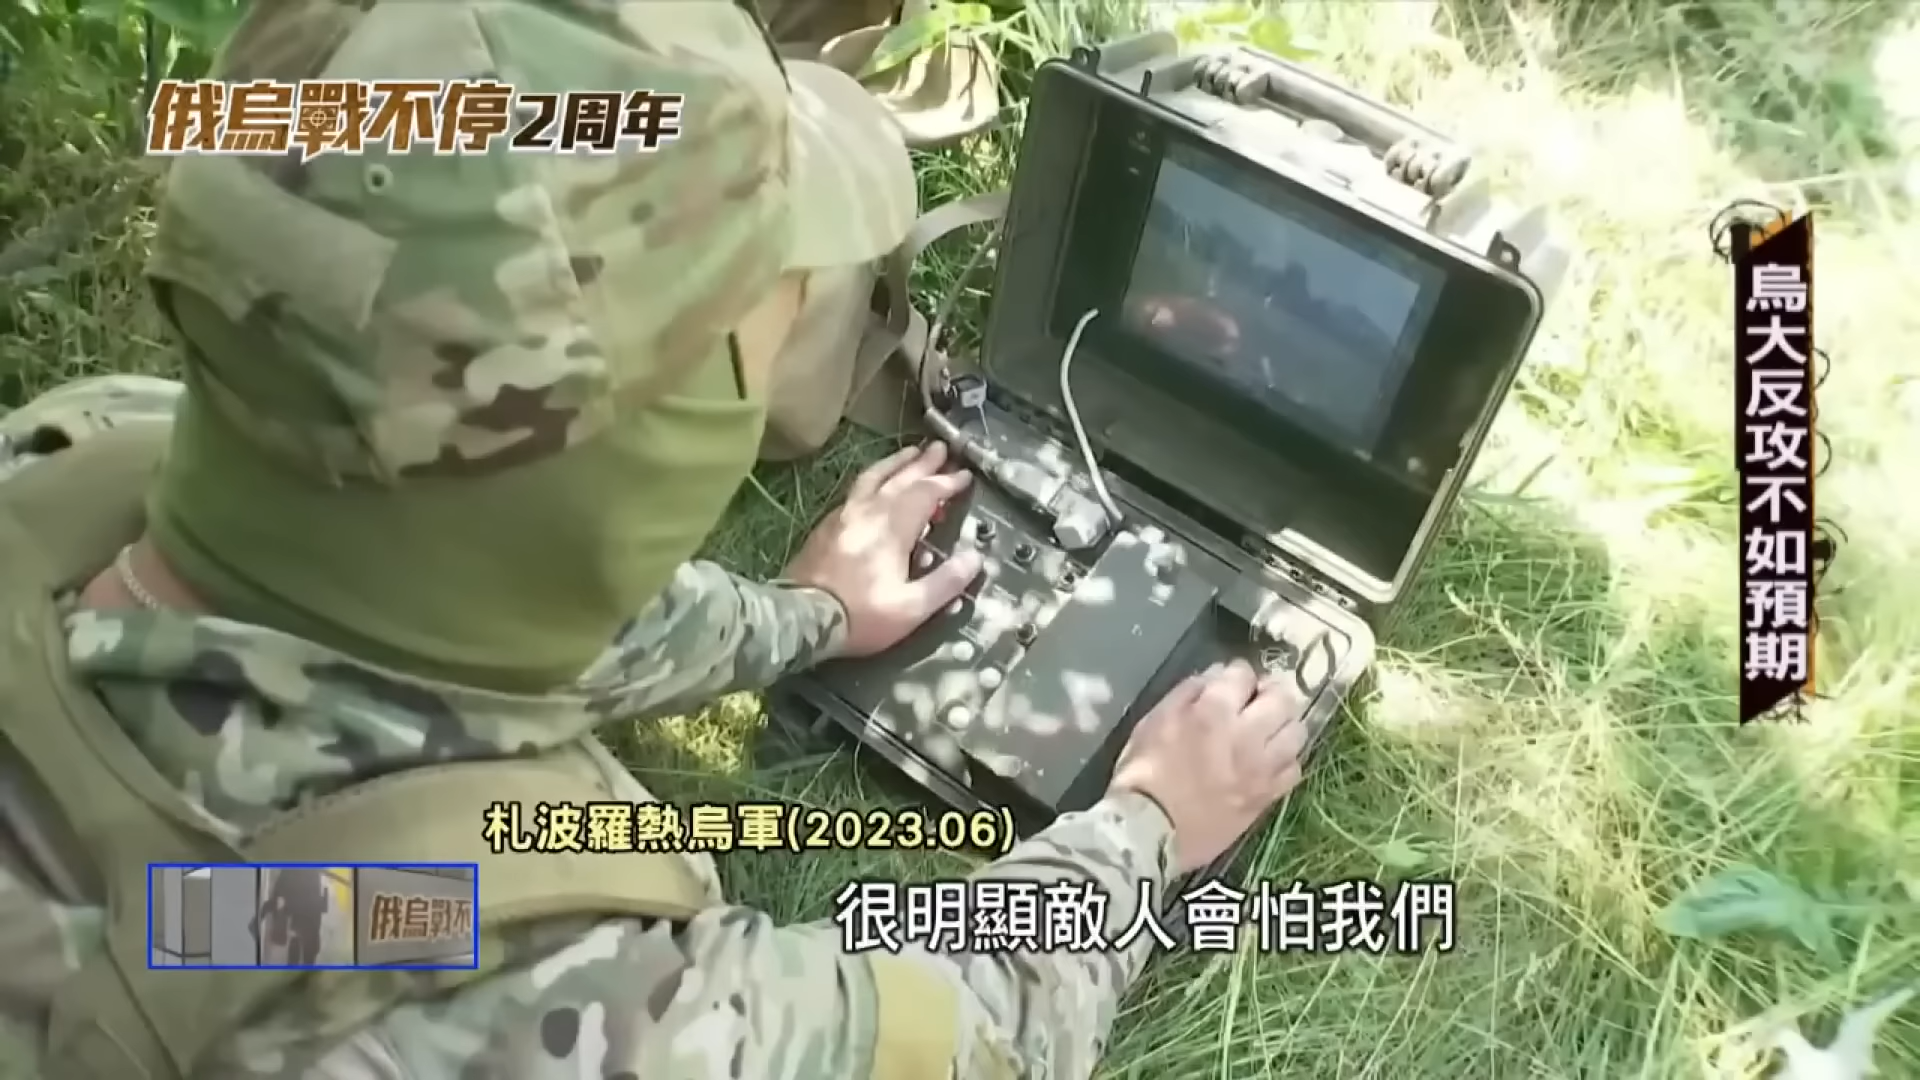 俄烏戰不停2周年
烏大反攻不如預期
札波羅熱烏軍(2023.06)
俄烏戰不
很明顯敵人會怕我們